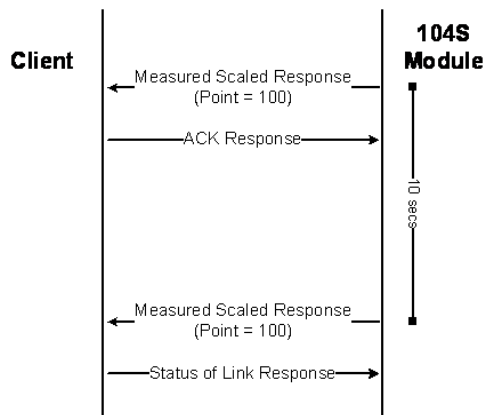 Client
104S
Module
Measured Scaled Response
(Point = 100)
ACK Response
10 secs
Measured Scaled Response
(Point = 100)
Status of Link Response